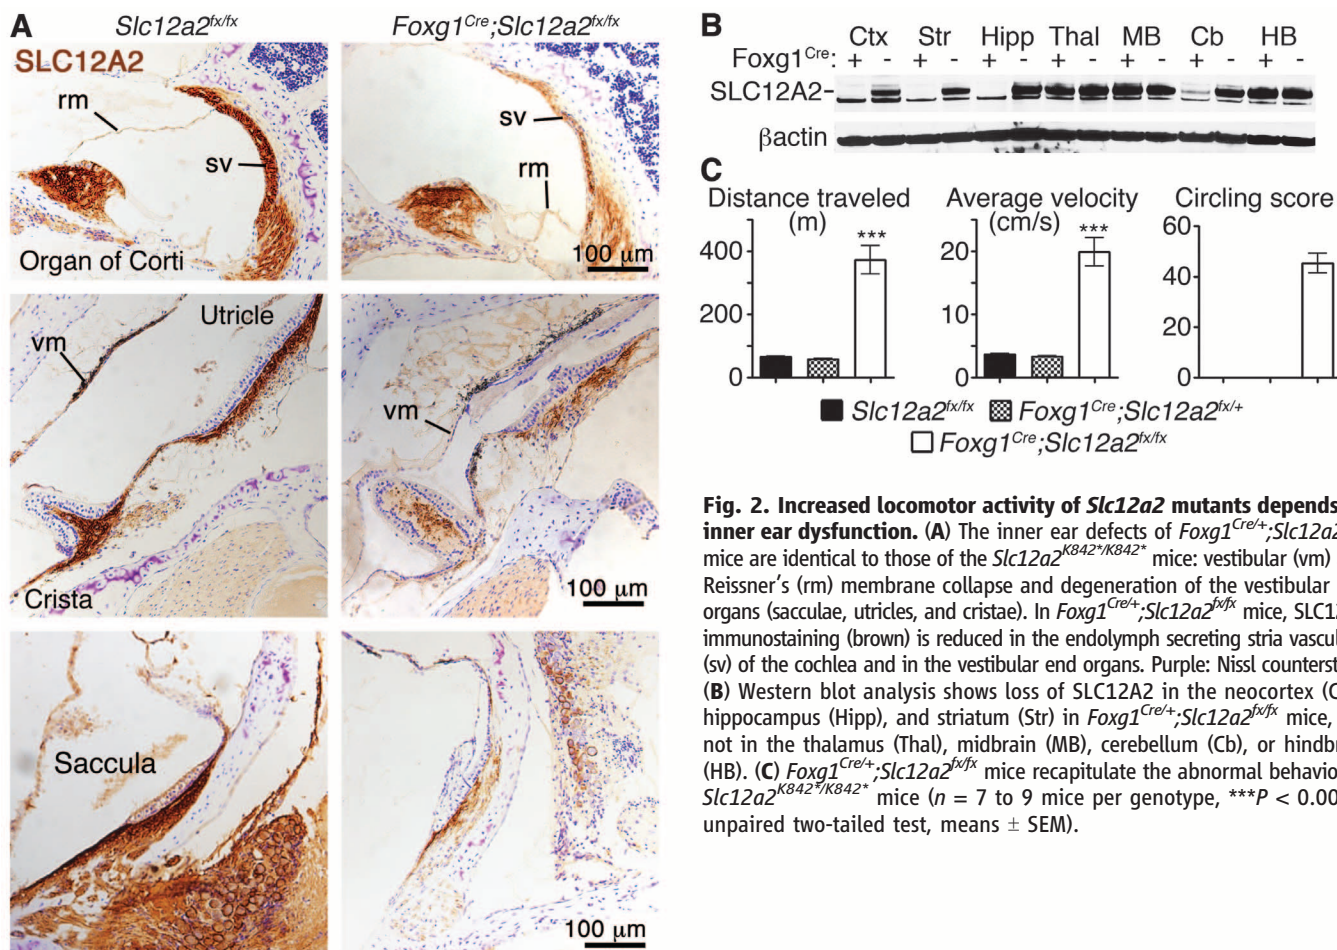 A
Slc12a2fx/fx
Foxg1Cre;Slc12a2fx/fx
SLC12A2
rm
sv
Organ of Corti
sv
rm
100 µm
Utricle
vm
Crista
vm
100 µm
Saccula
100 µm
B
Ctx Str Hipp Thal MB Cb HB
Foxg1Cre: + - + - + - + - + - + - + -
SLC12A2-
βactin
C
Distance traveled
(m)
400
200
0
***
Average velocity
(cm/s)
20
10
0
***
Circling score
60
40
20
0
Slc12a2fx/fx
Foxg1Cre;Slc12a2fx/+
Foxg1Cre;Slc12a2fx/fx
Fig. 2. Increased locomotor activity of Slc12a2 mutants depends
inner ear dysfunction. (A) The inner ear defects of Foxg1Cre/+;Slc12a2
mice are identical to those of the Slc12a2K842*/K842* mice: vestibular (vm)
Reissner's (rm) membrane collapse and degeneration of the vestibular
organs (sacculae, utricles, and cristae). In Foxg1Cre/+;Slc12a2fx/fx mice, SLC12
immunostaining (brown) is reduced in the endolymph secreting stria vascul
(sv) of the cochlea and in the vestibular end organs. Purple: Nissl counterst
(B) Western blot analysis shows loss of SLC12A2 in the neocortex (C
hippocampus (Hipp), and striatum (Str) in Foxg1Cre/+;Slc12a2fx/fx mice,
not in the thalamus (Thal), midbrain (MB), cerebellum (Cb), or hindb
(HB). (C) Foxg1Cre/+;Slc12a2fx/fx mice recapitulate the abnormal behavio
Slc12a2K842*/K842* mice (n = 7 to 9 mice per genotype, ***P < 0.00
unpaired two-tailed test, means ± SEM).